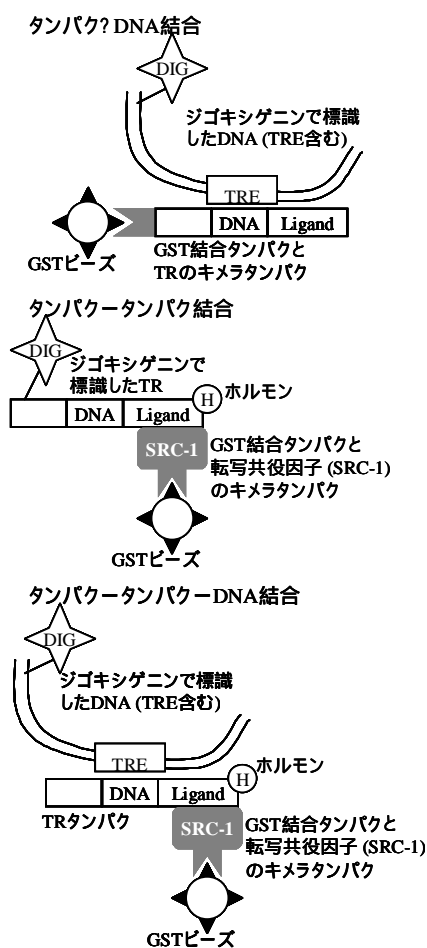 タンパク? DNA結合
DIG
ジゴキシゲニンで標識
したDNA (TRE含む)
TRE
DNA
Ligand
GSTビーズ
GST結合タンパクと
TRのキメラタンパク
タンパクータンパク結合
DIG
ジゴキシゲニンで
標識したTR
H
ホルモン
DNA
Ligand
SRC-1
GST結合タンパクと
転写共役因子 (SRC-1)
のキメラタンパク
GSTビーズ
タンパクータンパクーDNA結合
DIG
ジゴキシゲニンで標識
したDNA (TRE含む)
TRE
H
ホルモン
DNA
Ligand
TRタンパク
SRC-1
GST結合タンパクと
転写共役因子 (SRC-1)
のキメラタンパク
GSTビーズ